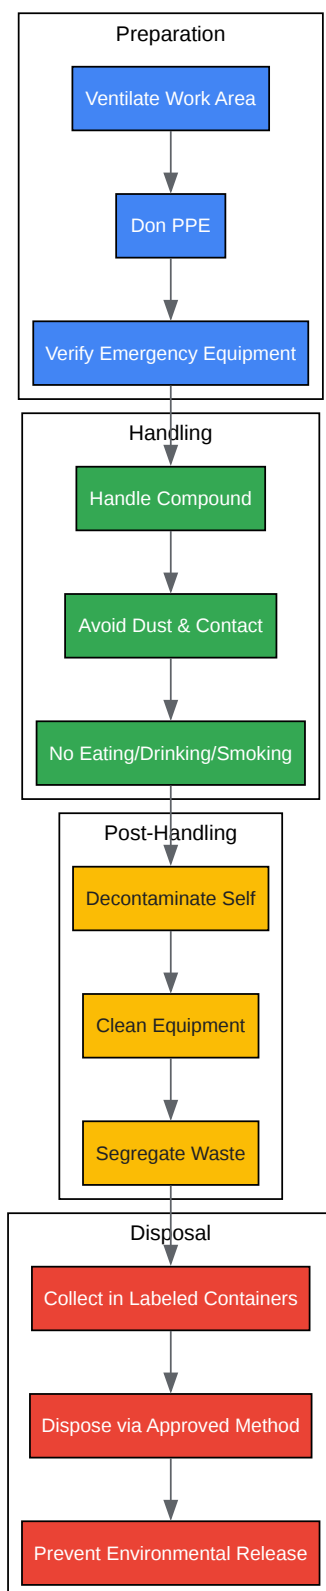 Preparation
Ventilate Work Area
Don PPE
Verify Emergency Equipment
Handling
Handle Compound
Avoid Dust & Contact
No Eating/Drinking/Smoking
Post-Handling
Decontaminate Self
Clean Equipment
Segregate Waste
Disposal
Collect in Labeled Containers
Dispose via Approved Method
Prevent Environmental Release